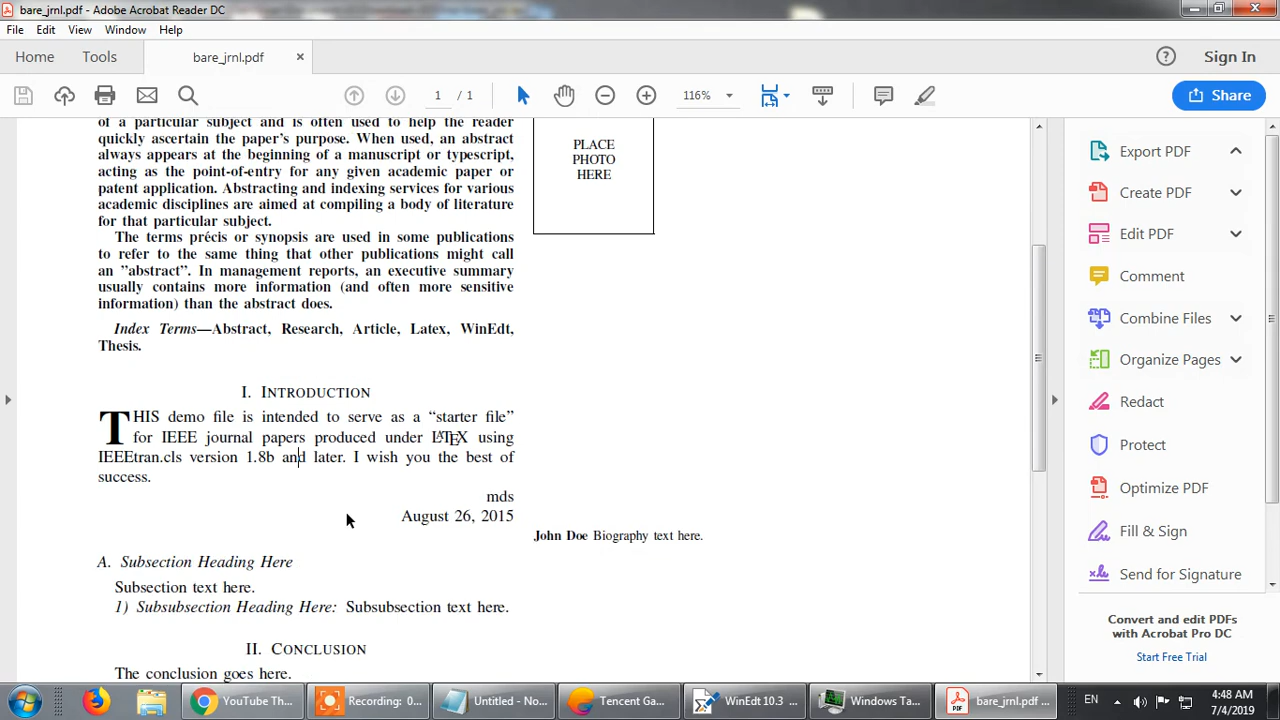 bare_jrnl.pdf - Adobe Acrobat Reader DC
File Edit View Window Help
Home Tools bare_jrnl.pdf × Sign In
1 / 1 116% Share
of a particular subject and is often used to help the reader
quickly ascertain the paper's purpose. When used, an abstract
always appears at the beginning of a manuscript or typescript,
acting as the point-of-entry for any given academic paper or
patent application. Abstracting and indexing services for various
academic disciplines are aimed at compiling a body of literature
for that particular subject.
The terms précis or synopsis are used in some publications
to refer to the same thing that other publications might call
an ”abstract”. In management reports, an executive summary
usually contains more information (and often more sensitive
information) than the abstract does.
Index Terms—Abstract, Research, Article, Latex, WinEdt,
Thesis.
I. INTRODUCTION
THIS demo file is intended to serve as a “starter file”
for IEEE journal papers produced under LATEX using
IEEEtran.cls version 1.8b and later. I wish you the best of
success.
mds
August 26, 2015
A. Subsection Heading Here
Subsection text here.
1) Subsubsection Heading Here: Subsubsection text here.
II. CONCLUSION
The conclusion goes here.
PLACE
PHOTO
HERE
John Doe Biography text here.
Export PDF
Create PDF
Edit PDF
Comment
Combine Files
Organize Pages
Redact
Protect
Optimize PDF
Fill & Sign
Send for Signature
Convert and edit PDFs
with Acrobat Pro DC
Start Free Trial
YouTube Th... Recording: 0... Untitled - No... Tencent Ga... WinEdt 10.3 ... Windows Ta... bare_jrnl.pdf ... EN 4:48 AM
7/4/2019